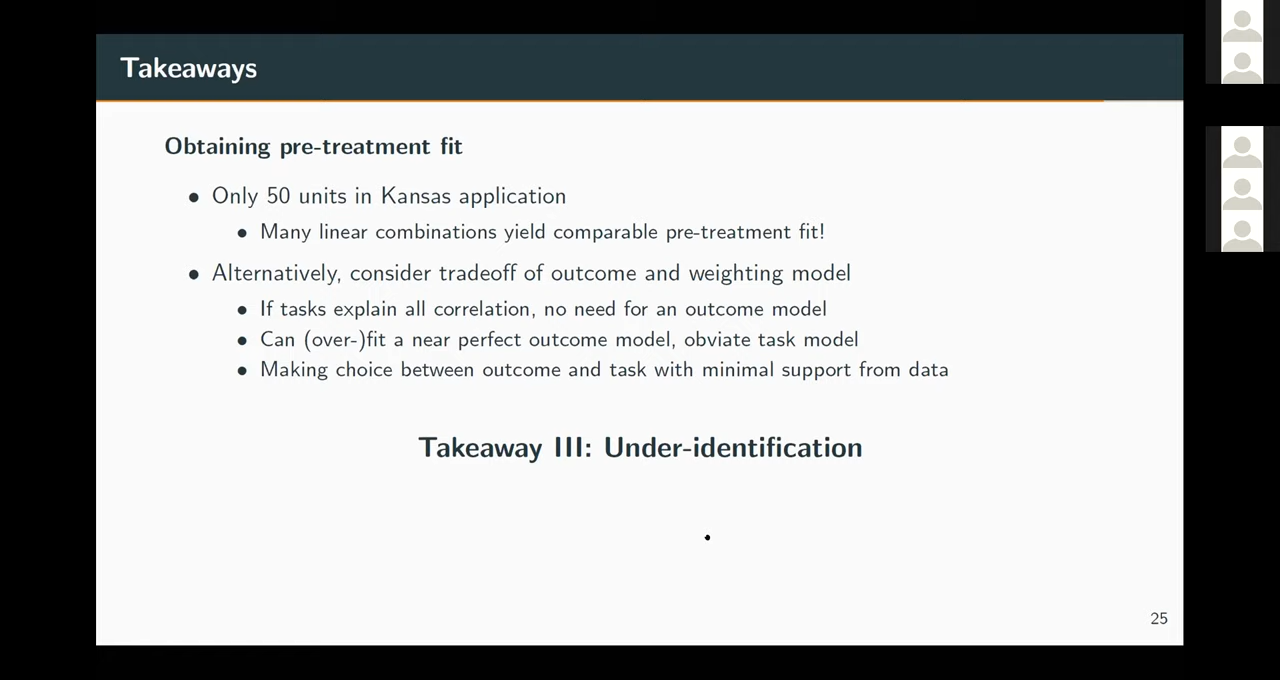 Takeaways
Obtaining pre-treatment fit
• Only 50 units in Kansas application
• Many linear combinations yield comparable pre-treatment fit!
• Alternatively, consider tradeoff of outcome and weighting model
• If tasks explain all correlation, no need for an outcome model
• Can (over-)fit a near perfect outcome model, obviate task model
• Making choice between outcome and task with minimal support from data
Takeaway III: Under-identification
25